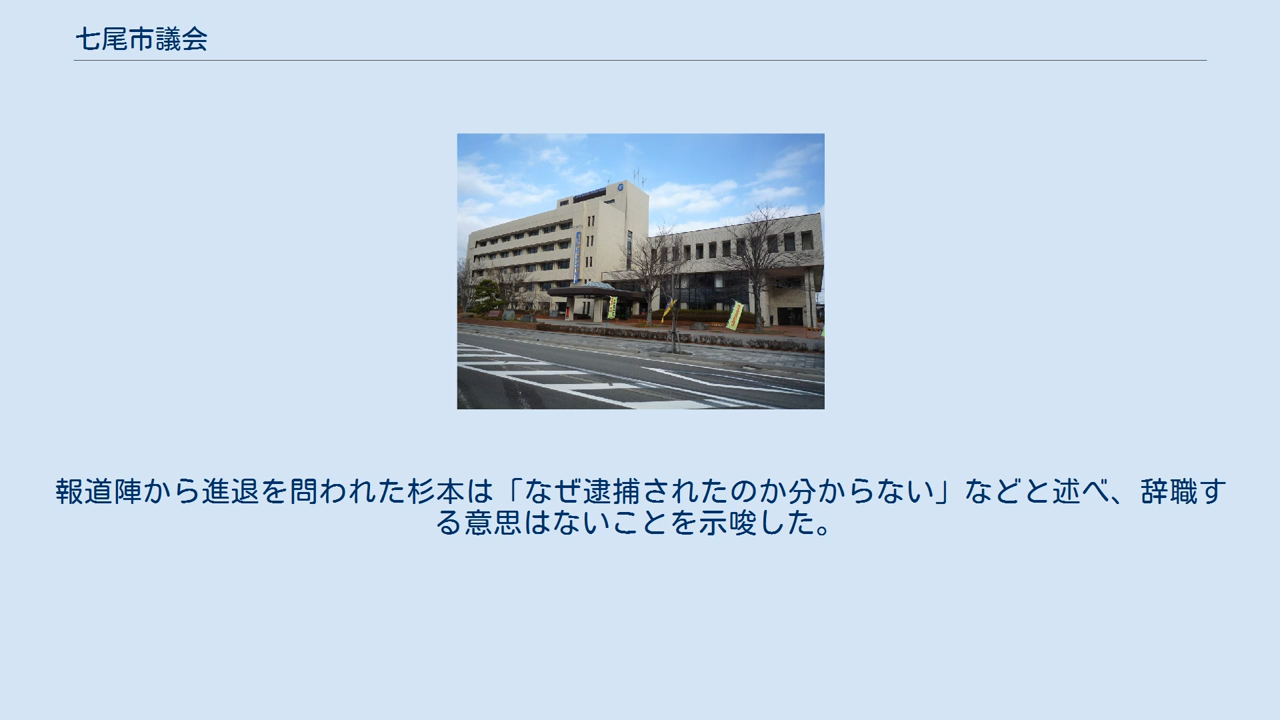 七尾市議会
報道陣から進退を問われた杉本は「なぜ逮捕されたのか分からない」などと述べ、辞職す
る意思はないことを示唆した。